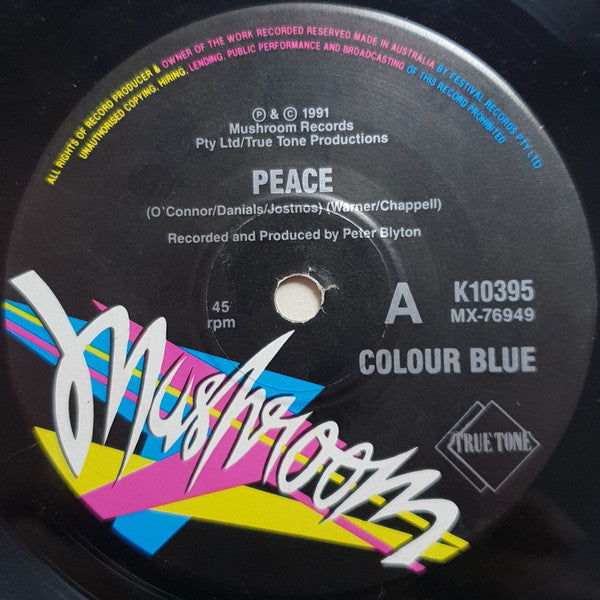 ALL RIGHTS OF RECORD PRODUCER & OWNER OF THE WORK RECORDED RESERVED MADE IN AUSTRALIA BY FESTIVAL RECORDS PTY LTD
UNAUTHORISED COPYING, HIRING, LENDING, PUBLIC PERFORMANCE AND BROADCASTING OF THIS RECORD PROHIBITED
℗ & © 1991
Mushroom Records
Pty Ltd/True Tone Productions
PEACE
(O'Connor/Danials/Jostnos) (Warner/Chappell)
Recorded and Produced by Peter Blyton
45
rpm
A
K10395
MX-76949
COLOUR BLUE
TRUE TONE
Mushroom